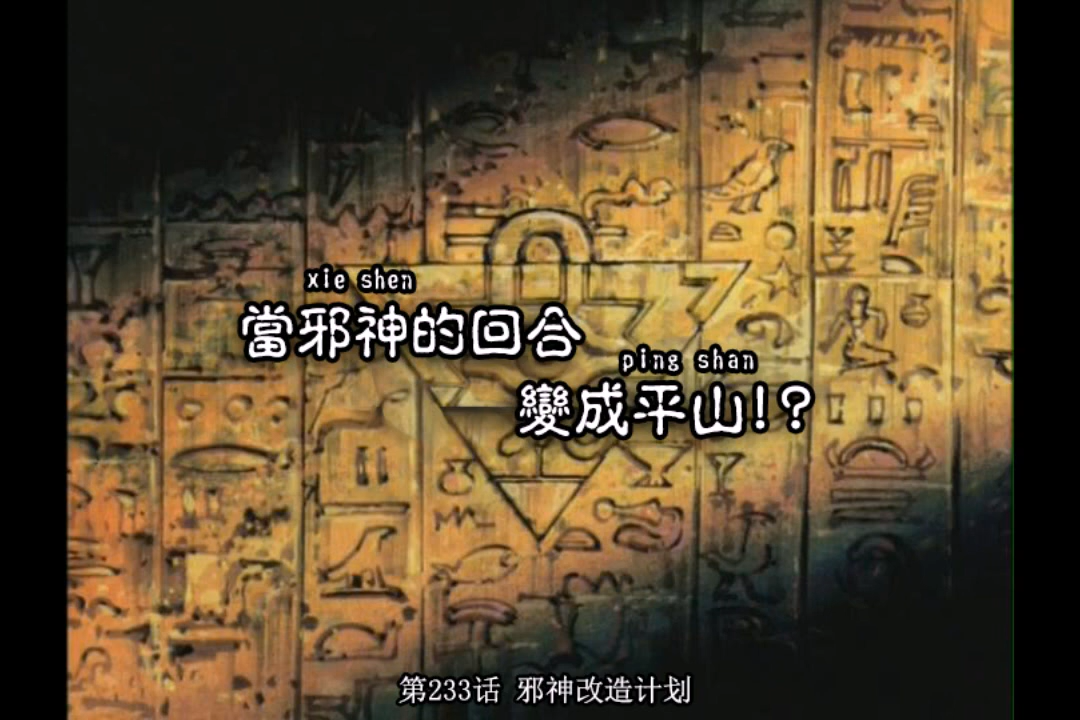 xie shen
當邪神的回合
ping shan
變成平山!?
第233话 邪神改造计划